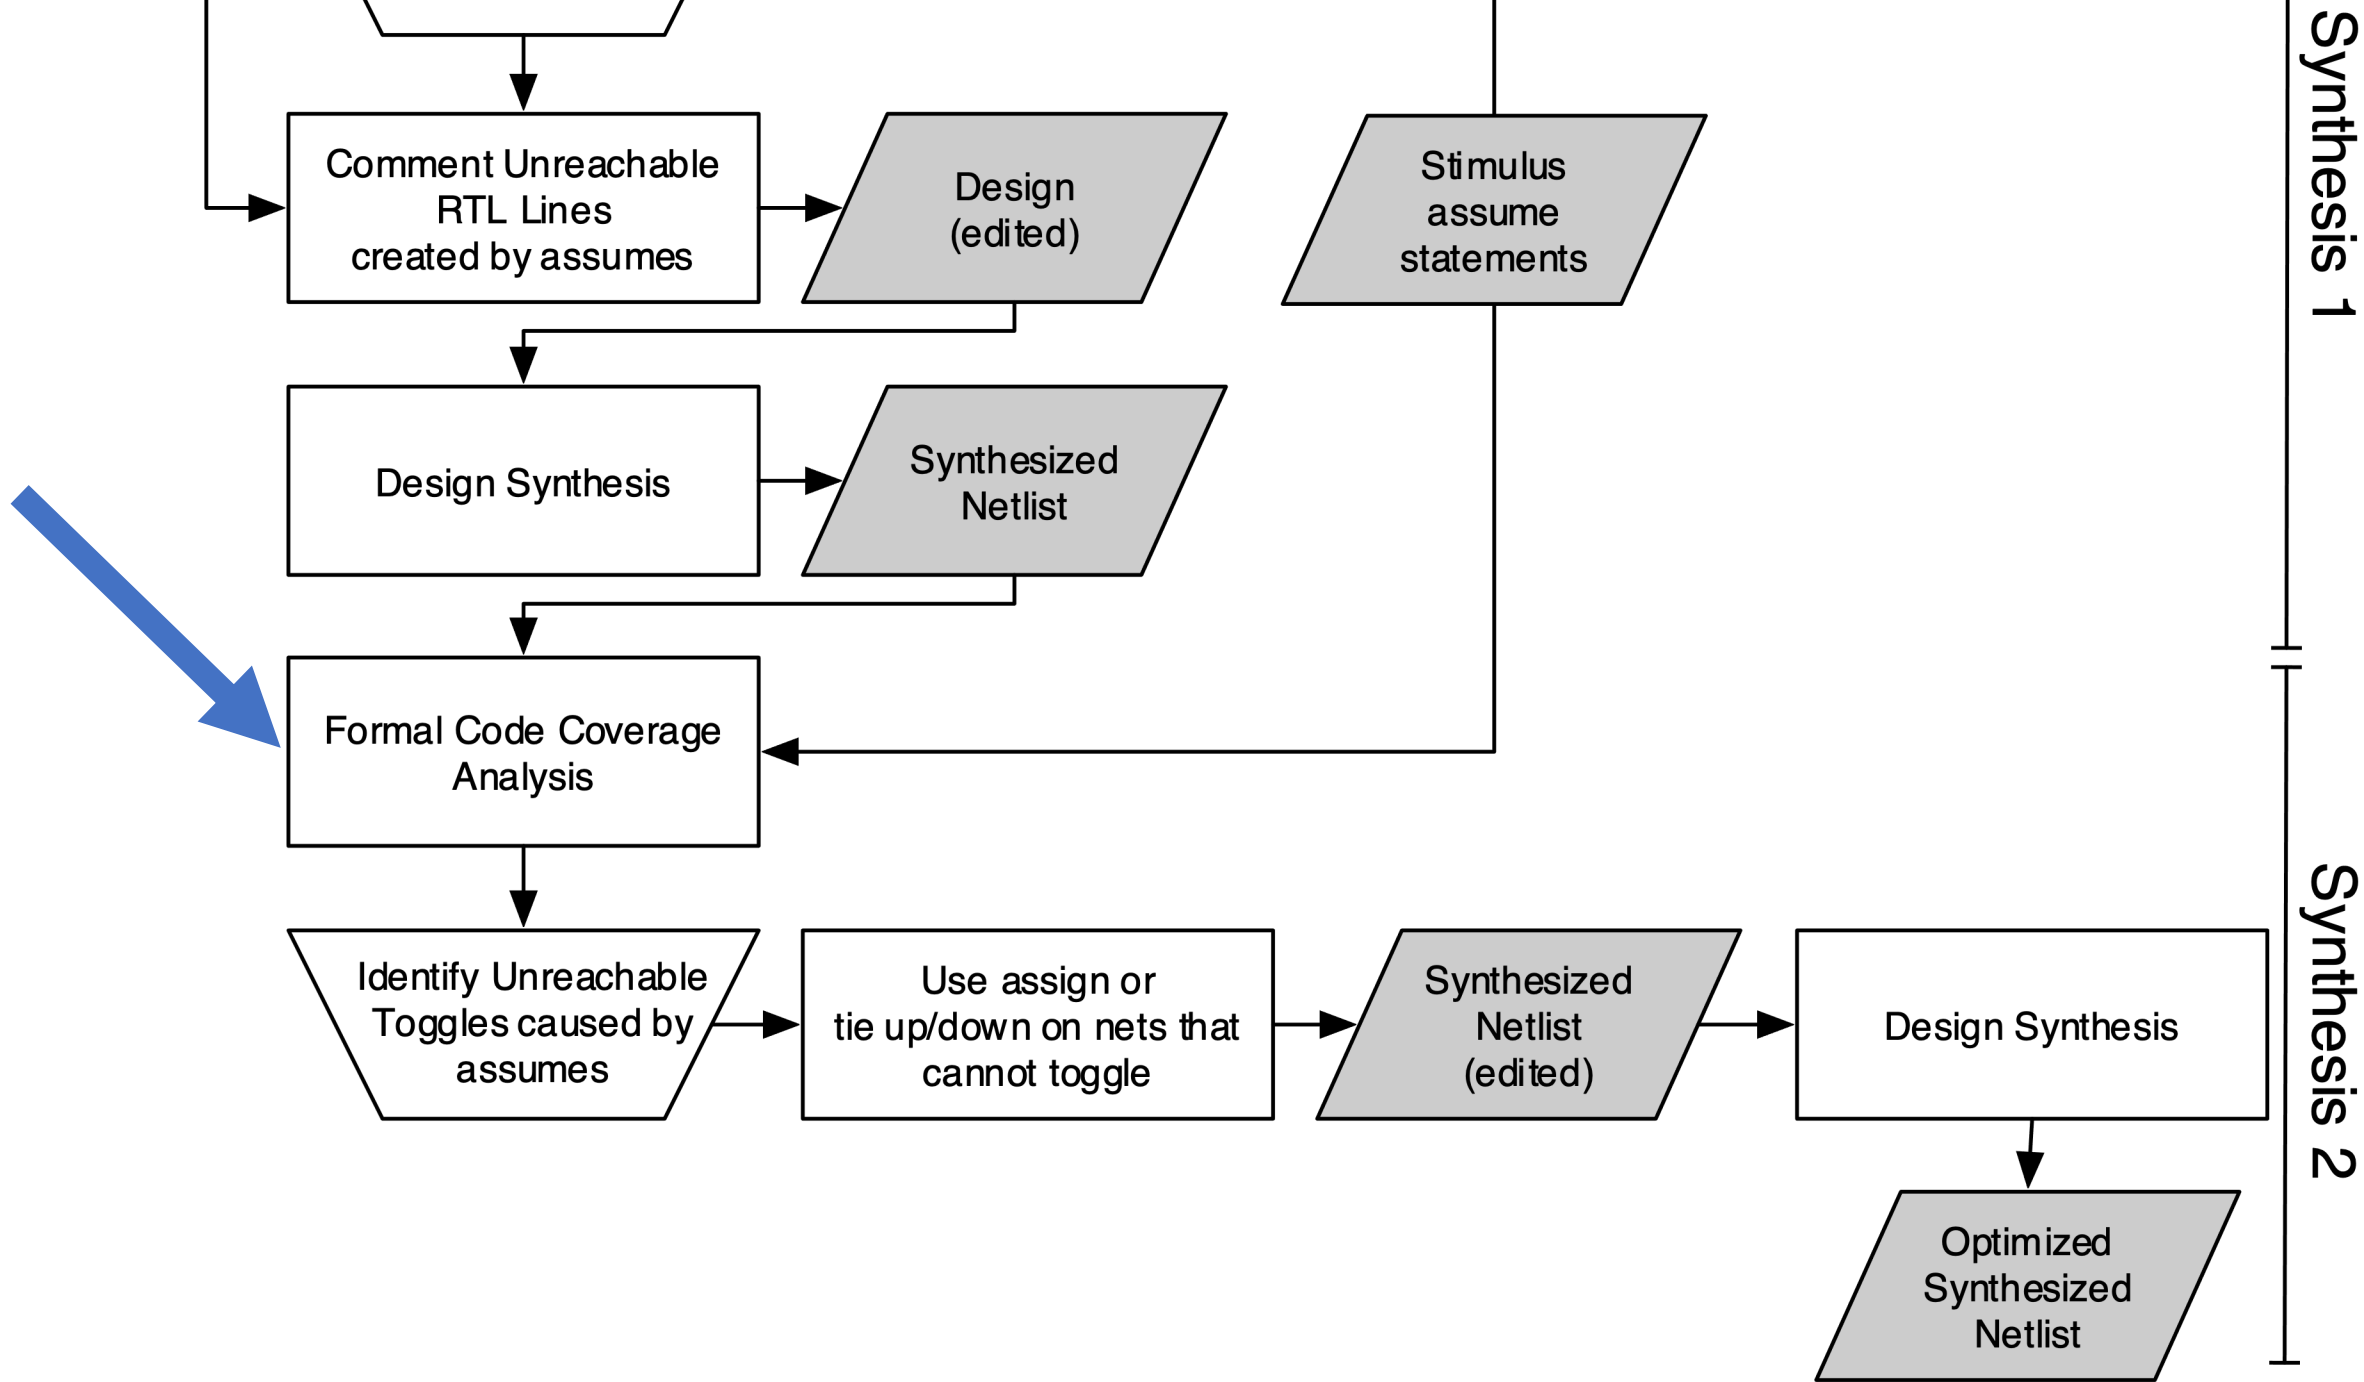 Comment Unreachable
RTL Lines
created by assumes
Design
(edited)
Stimulus
assume
statements
Synthesis 1
Design Synthesis
Synthesized
Netlist
Formal Code Coverage
Analysis
Identify Unreachable
Toggles caused by
assumes
Use assign or
tie up/down on nets that
cannot toggle
Synthesized
Netlist
(edited)
Design Synthesis
Synthesis 2
Optimized
Synthesized
Netlist